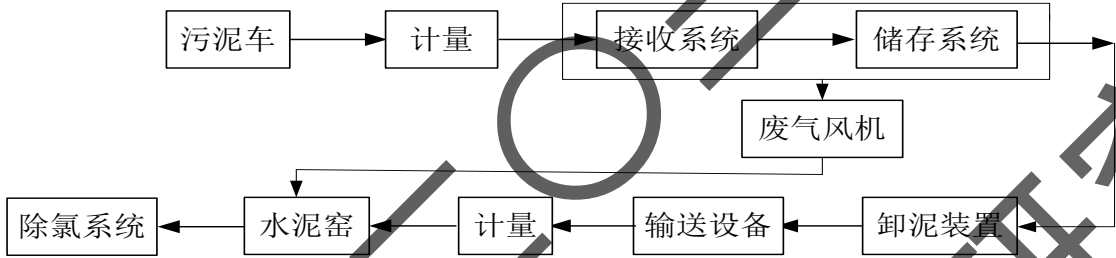 污泥车 计量 接收系统 储存系统
废气风机
除氯系统 水泥窑 计量 输送设备 卸泥装置